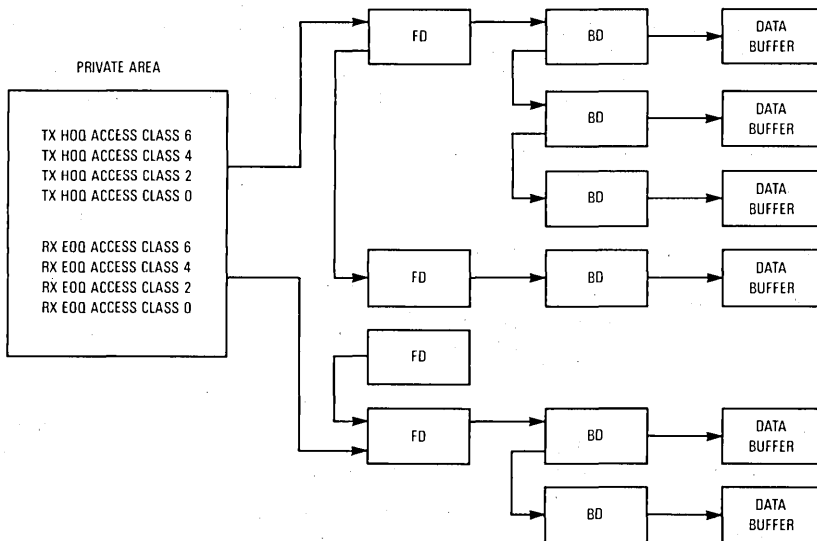 FD
BD
DATA
BUFFER
PRIVATE AREA
TX HOQ ACCESS CLASS 6
TX HOQ ACCESS CLASS 4
TX HOQ ACCESS CLASS 2
TX HOQ ACCESS CLASS 0
RX EOQ ACCESS CLASS 6
RX EOQ ACCESS CLASS 4
RX EOQ ACCESS CLASS 2
RX EOQ ACCESS CLASS 0
BD
DATA
BUFFER
BD
DATA
BUFFER
FD
BD
DATA
BUFFER
FD
FD
BD
DATA
BUFFER
BD
DATA
BUFFER